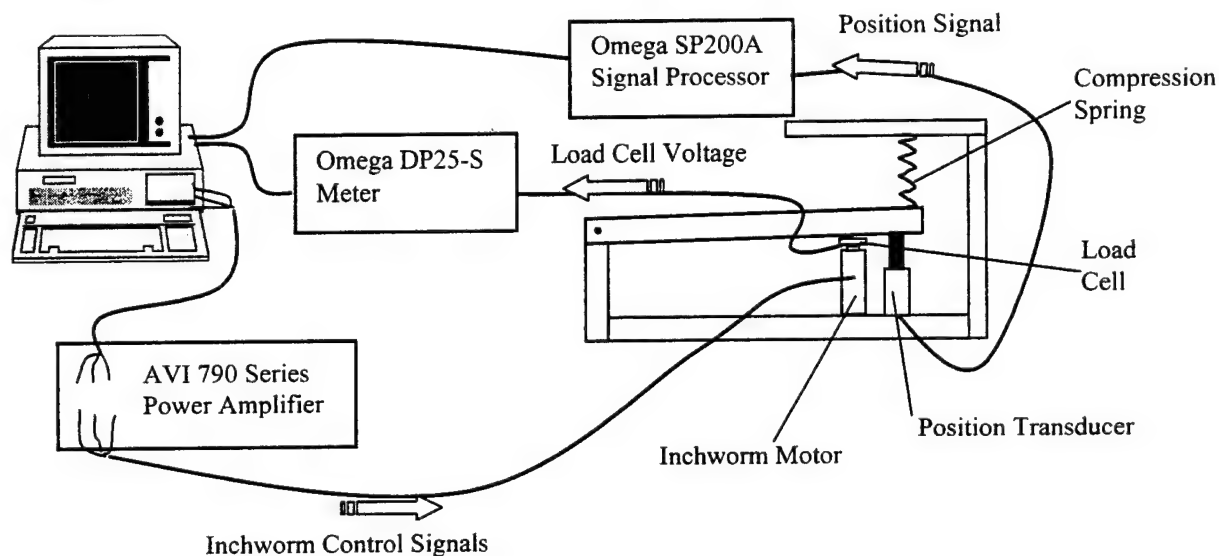 Position Signal
Omega SP200A
Signal Processor
Compression
Spring
Omega DP25-S
Meter
Load Cell Voltage
Load
Cell
AVI 790 Series
Power Amplifier
Position Transducer
Inchworm Motor
Inchworm Control Signals